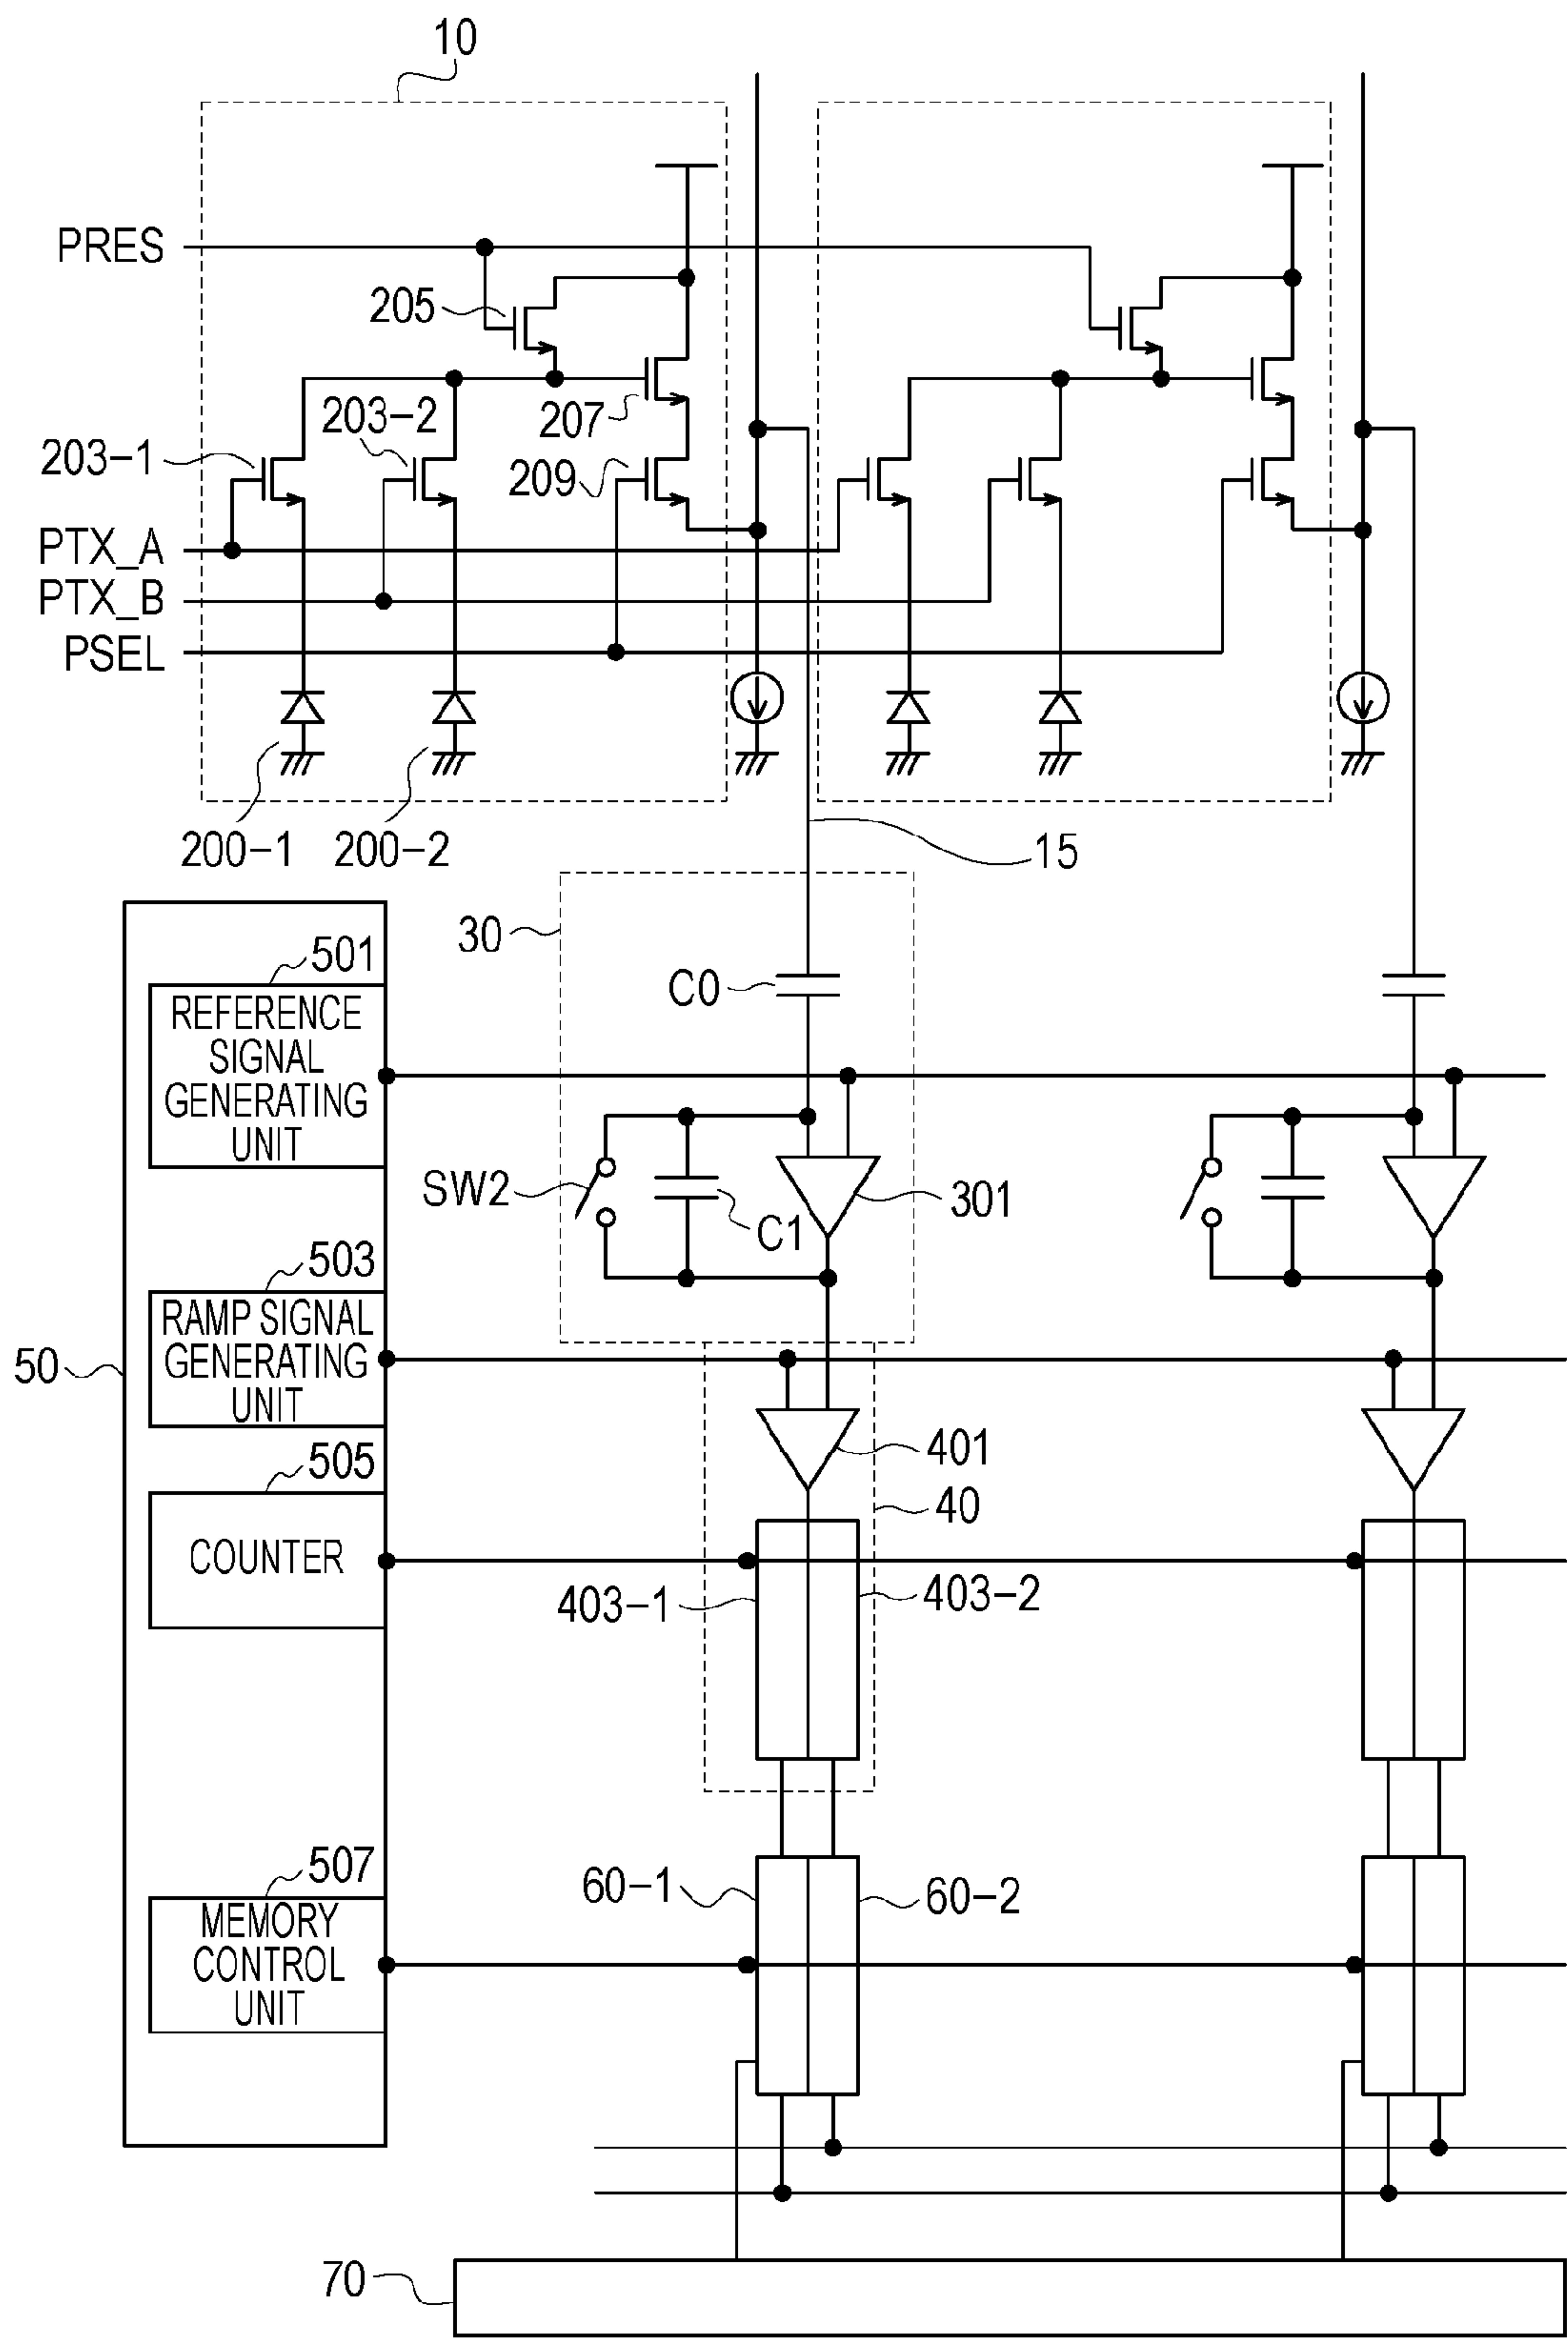 10
PRES
205
203-2
207
203-1
209
PTX_A
PTX_B
PSEL
200-1
200-2
15
30
501
C0
REFERENCE
SIGNAL
GENERATING
UNIT
SW2
301
C1
503
RAMP SIGNAL
GENERATING
UNIT
50
401
505
40
COUNTER
403-1
403-2
507
60-1
60-2
MEMORY
CONTROL
UNIT
70